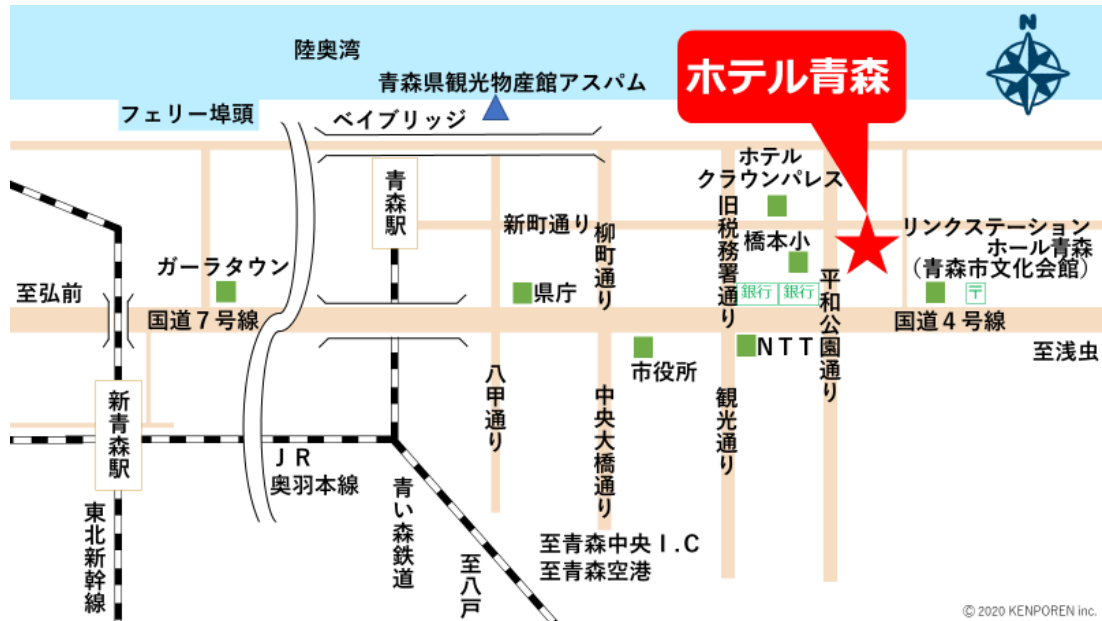 陸奥湾
N
ホテル青森
青森県観光物産館アスパム
フェリー埠頭
ベイブリッジ
ホテル
クラウンパレス
青森駅
新町通り
柳町通り
旧税務署通り
橋本小
平和公園通り
リンクステーション
ホール青森
（青森市文化会館）
ガーラタウン
至弘前
県庁
銀行
銀行
〒
国道７号線
国道４号線
ＮＴＴ
市役所
至浅虫
八甲通り
中央大橋通り
観光通り
新青森駅
ＪＲ
奥羽本線
青い森鉄道
東北新幹線
至八戸
至青森中央Ｉ.Ｃ
至青森空港
© 2020 KENPOREN inc.